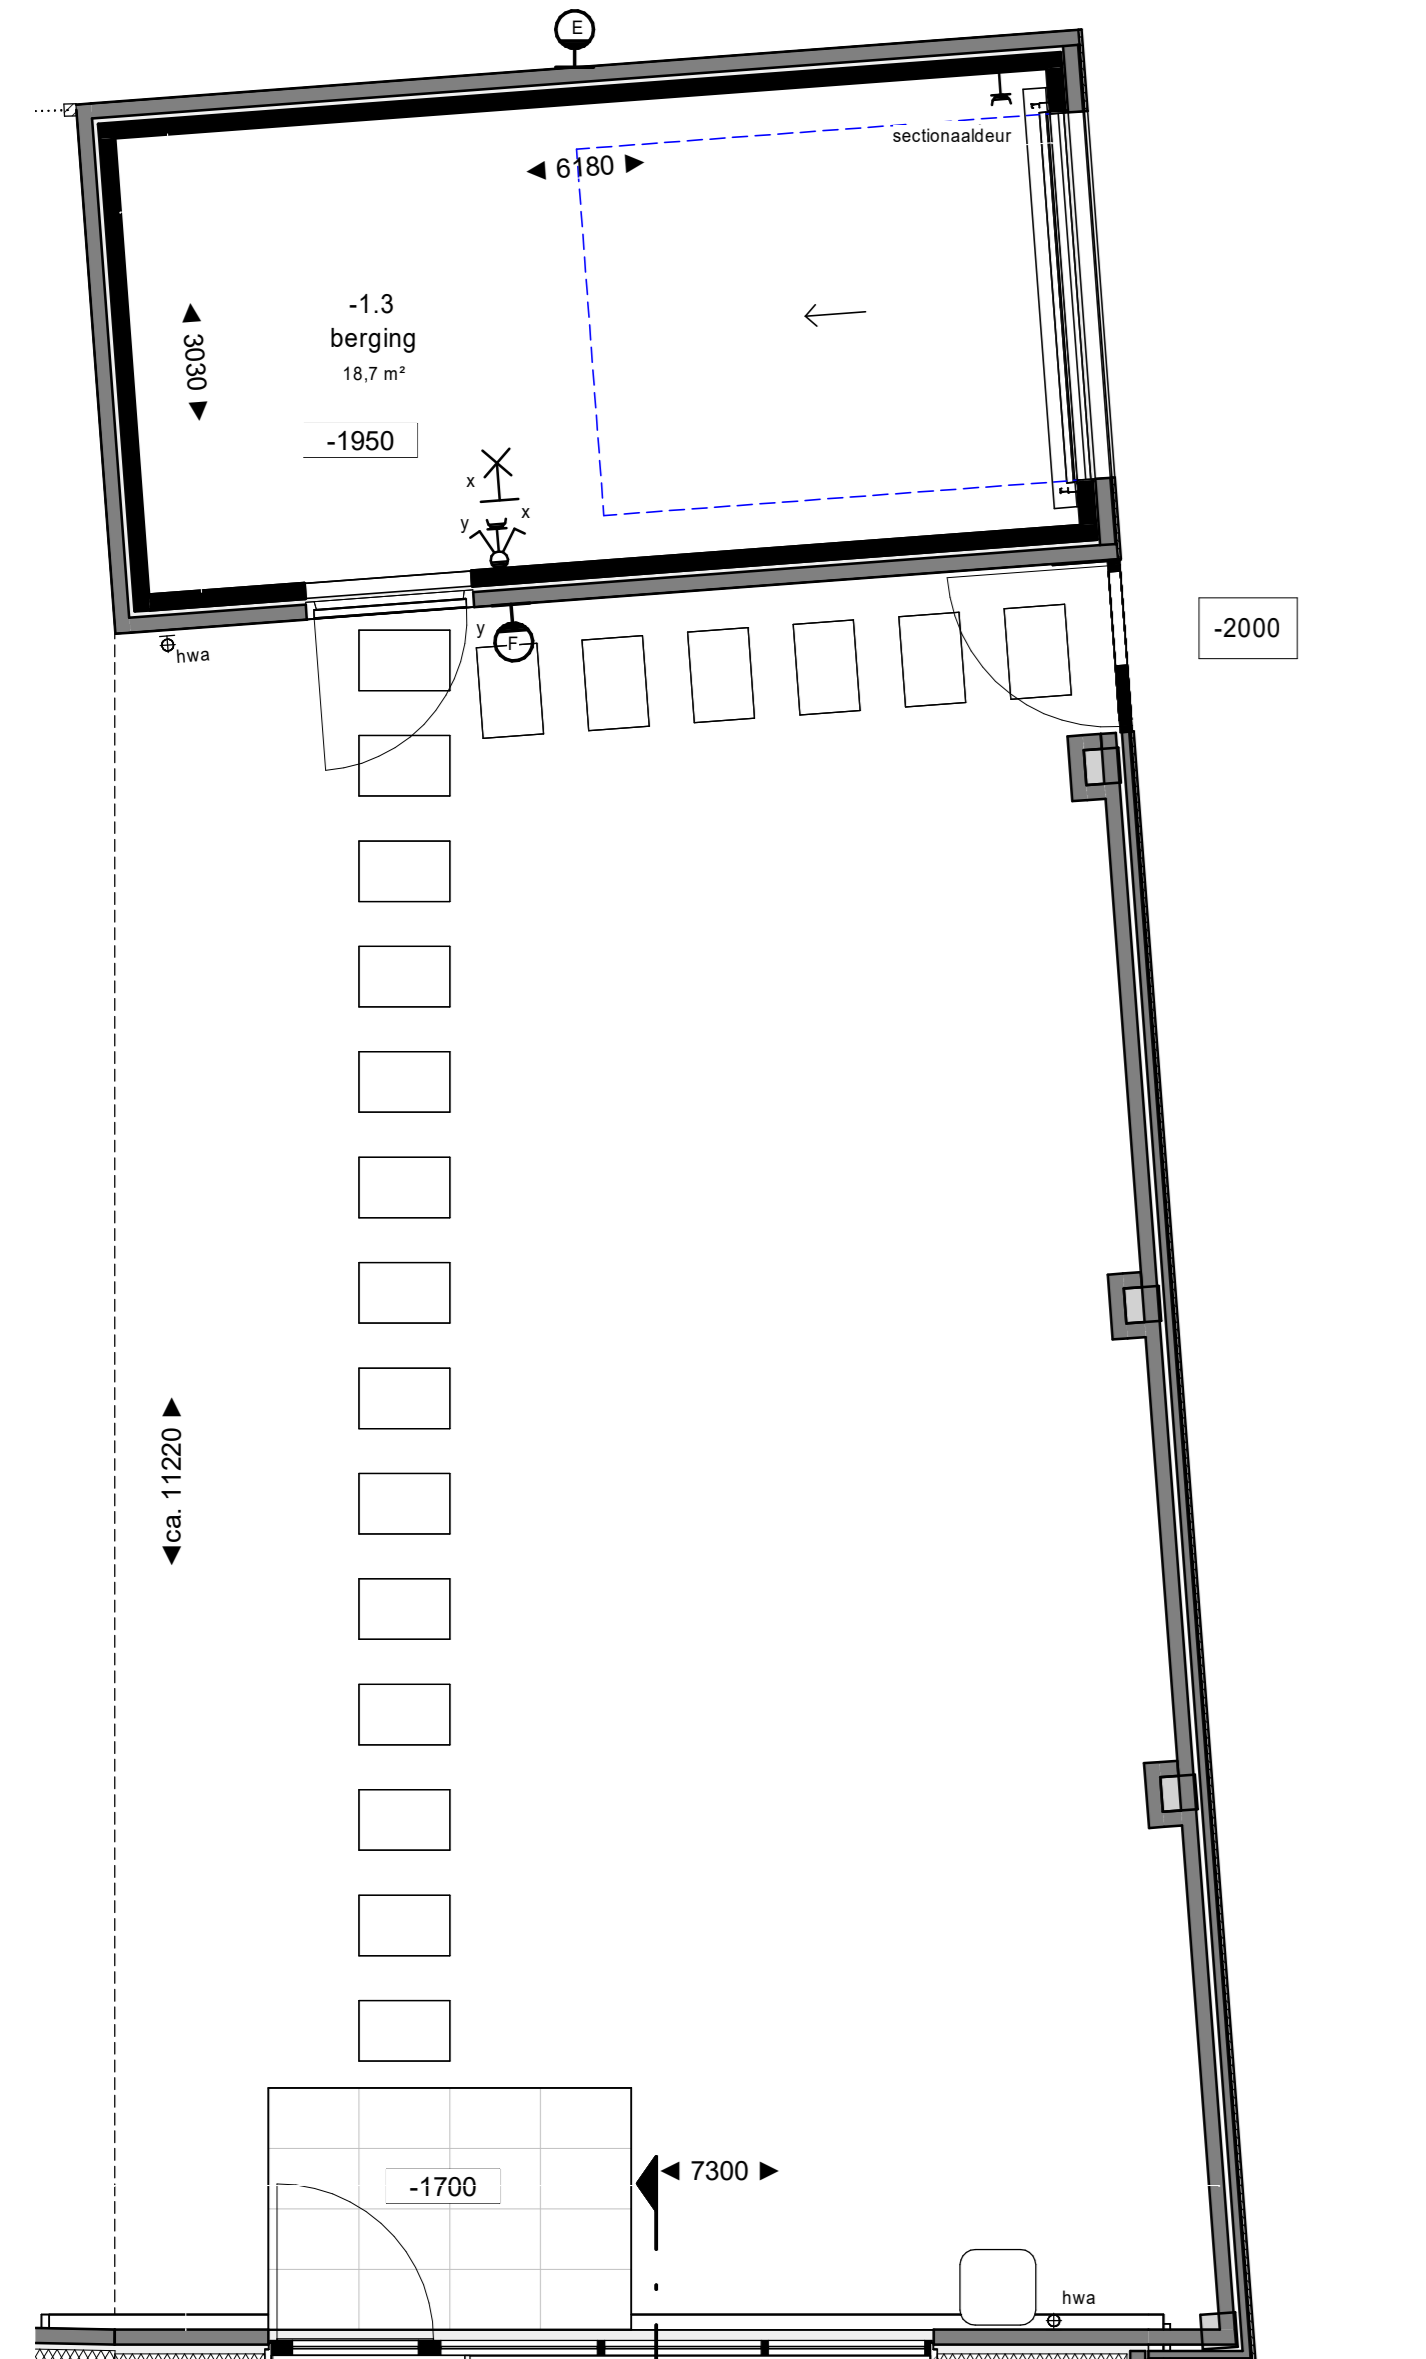 E
sectionaaldeur
6180
-1.3
berging
3030
18,7 m²
-1950
x
x
y
y
F
hwa
-2000
ca. 11220
7300
-1700
hwa